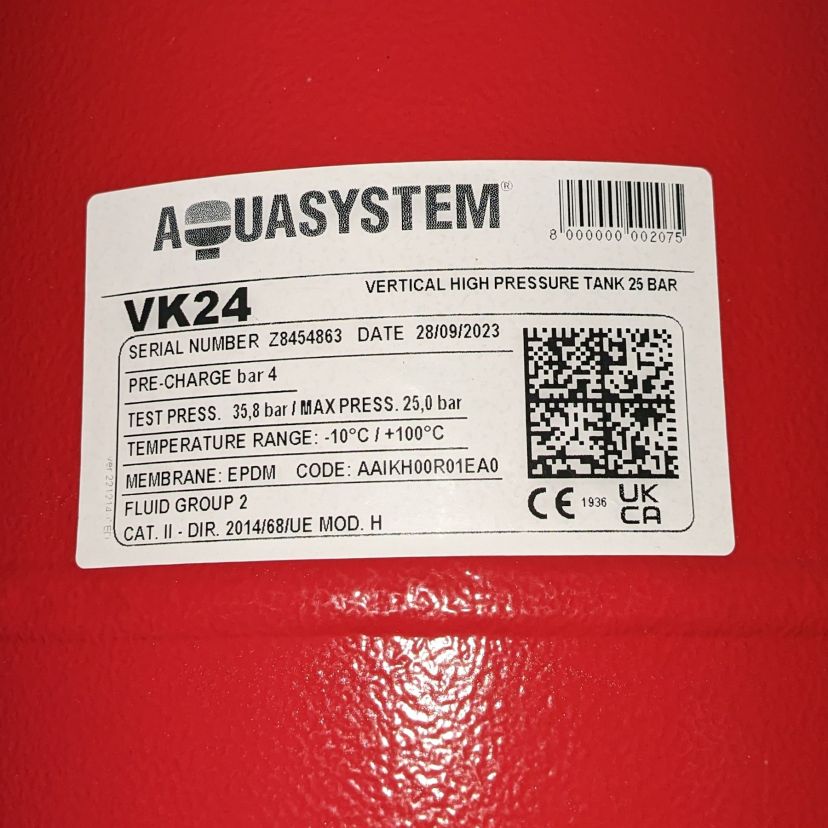 AQUASYSTEM®
8 000000 002075
VERTICAL HIGH PRESSURE TANK 25 BAR
VK24
SERIAL NUMBER Z8454863 DATE 28/09/2023
PRE-CHARGE bar 4
TEST PRESS. 35,8 bar / MAX PRESS. 25,0 bar
TEMPERATURE RANGE: -10°C / +100°C
MEMBRANE: EPDM CODE: AAIKH00R01EA0
FLUID GROUP 2
CAT. II - DIR. 2014/68/UE MOD. H
CE 1936 UK
CA